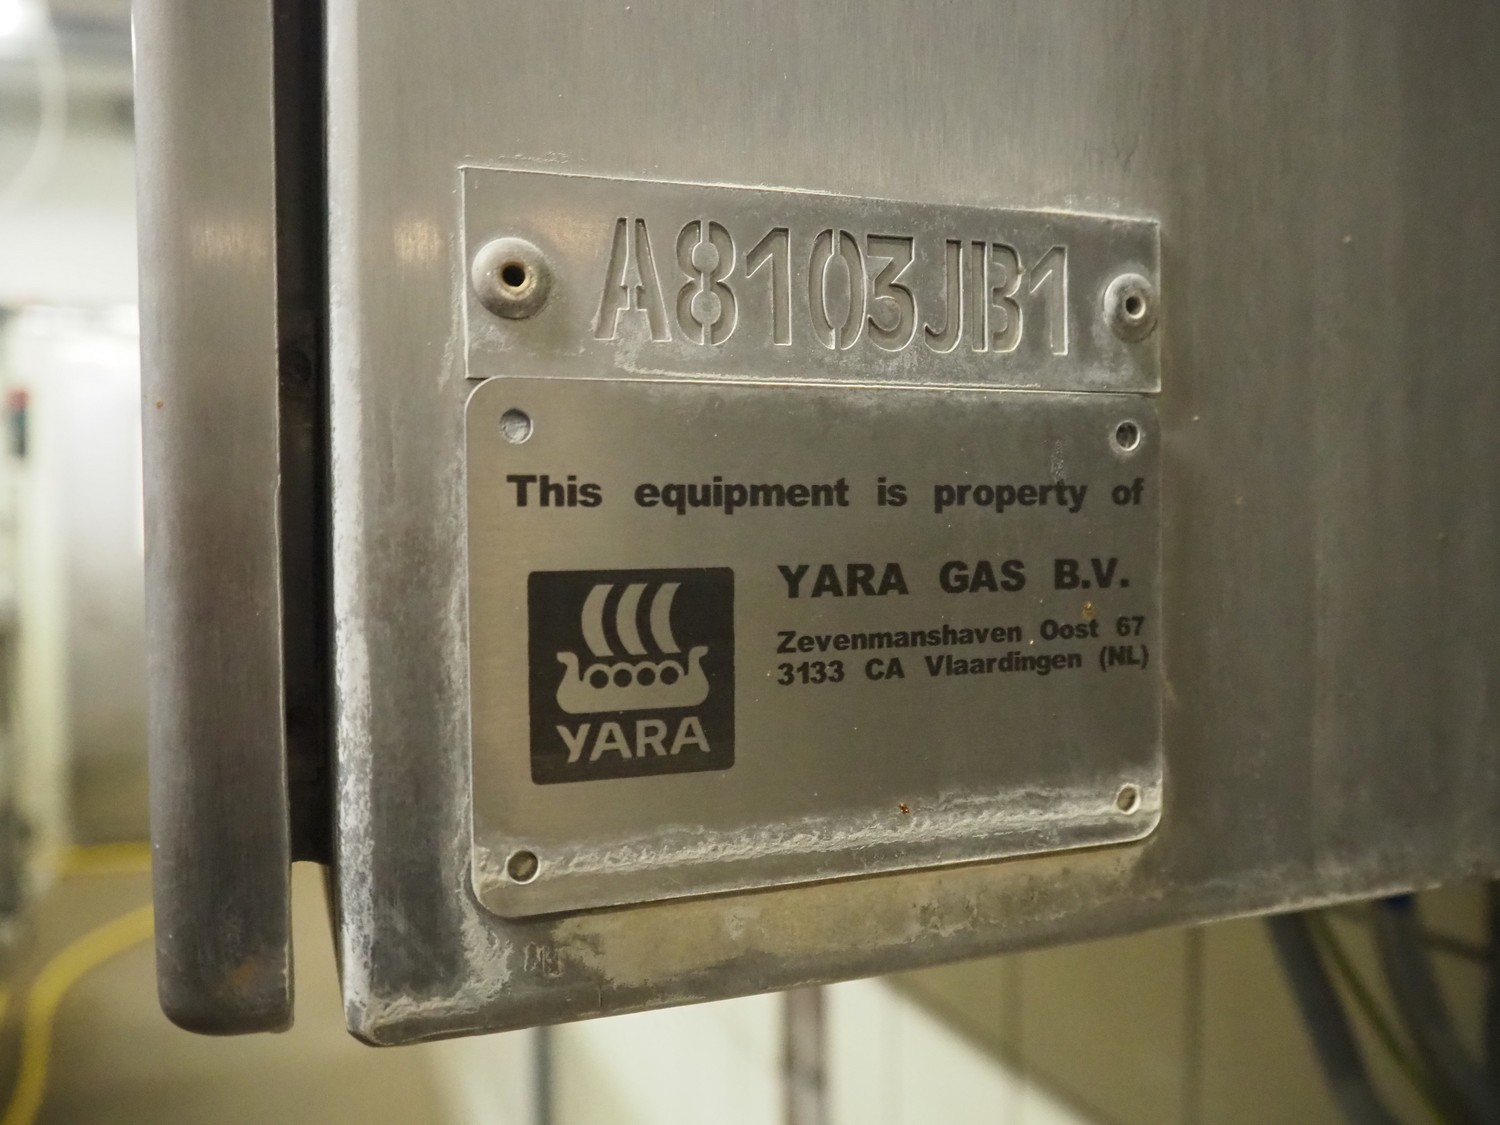 A8103JB1
This equipment is property of
YARA GAS B.V.
Zevenmanshaven Oost 67
3133 CA Vlaardingen (NL)
YARA